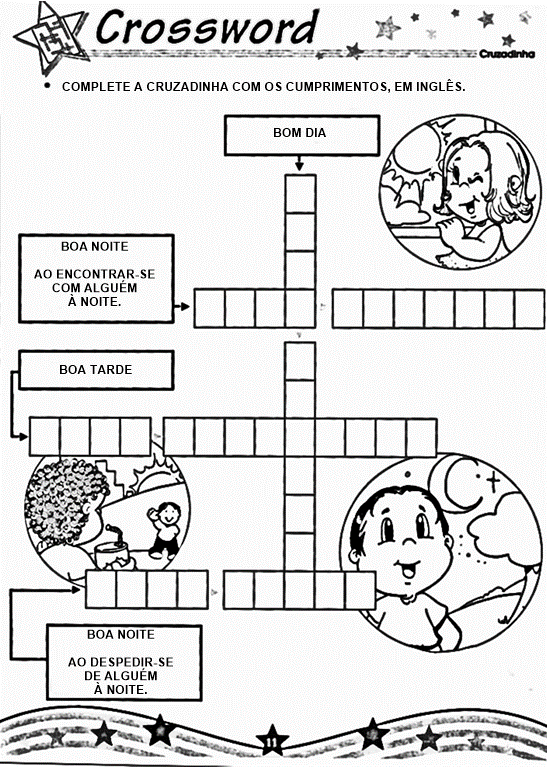 Crossword
Cruzadinha
• COMPLETE A CRUZADINHA COM OS CUMPRIMENTOS, EM INGLÊS.
BOM DIA
BOA NOITE
AO ENCONTRAR-SE
COM ALGUÉM
À NOITE.
BOA TARDE
BOA NOITE
AO DESPEDIR-SE
DE ALGUÉM
À NOITE.
11